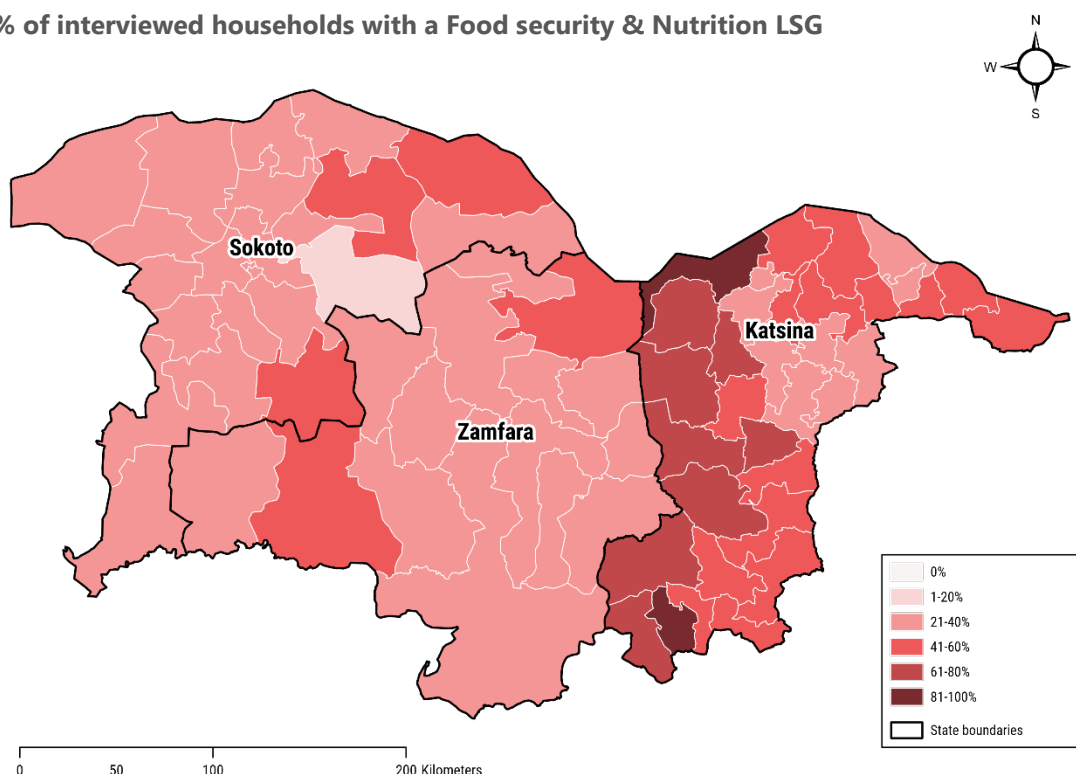 % of interviewed households with a Food security & Nutrition LSG
N
W
S
Sokoto
Katsina
Zamfara
0%
1-20%
21-40%
41-60%
61-80%
81-100%
State boundaries
0 50 100 200 Kilometers